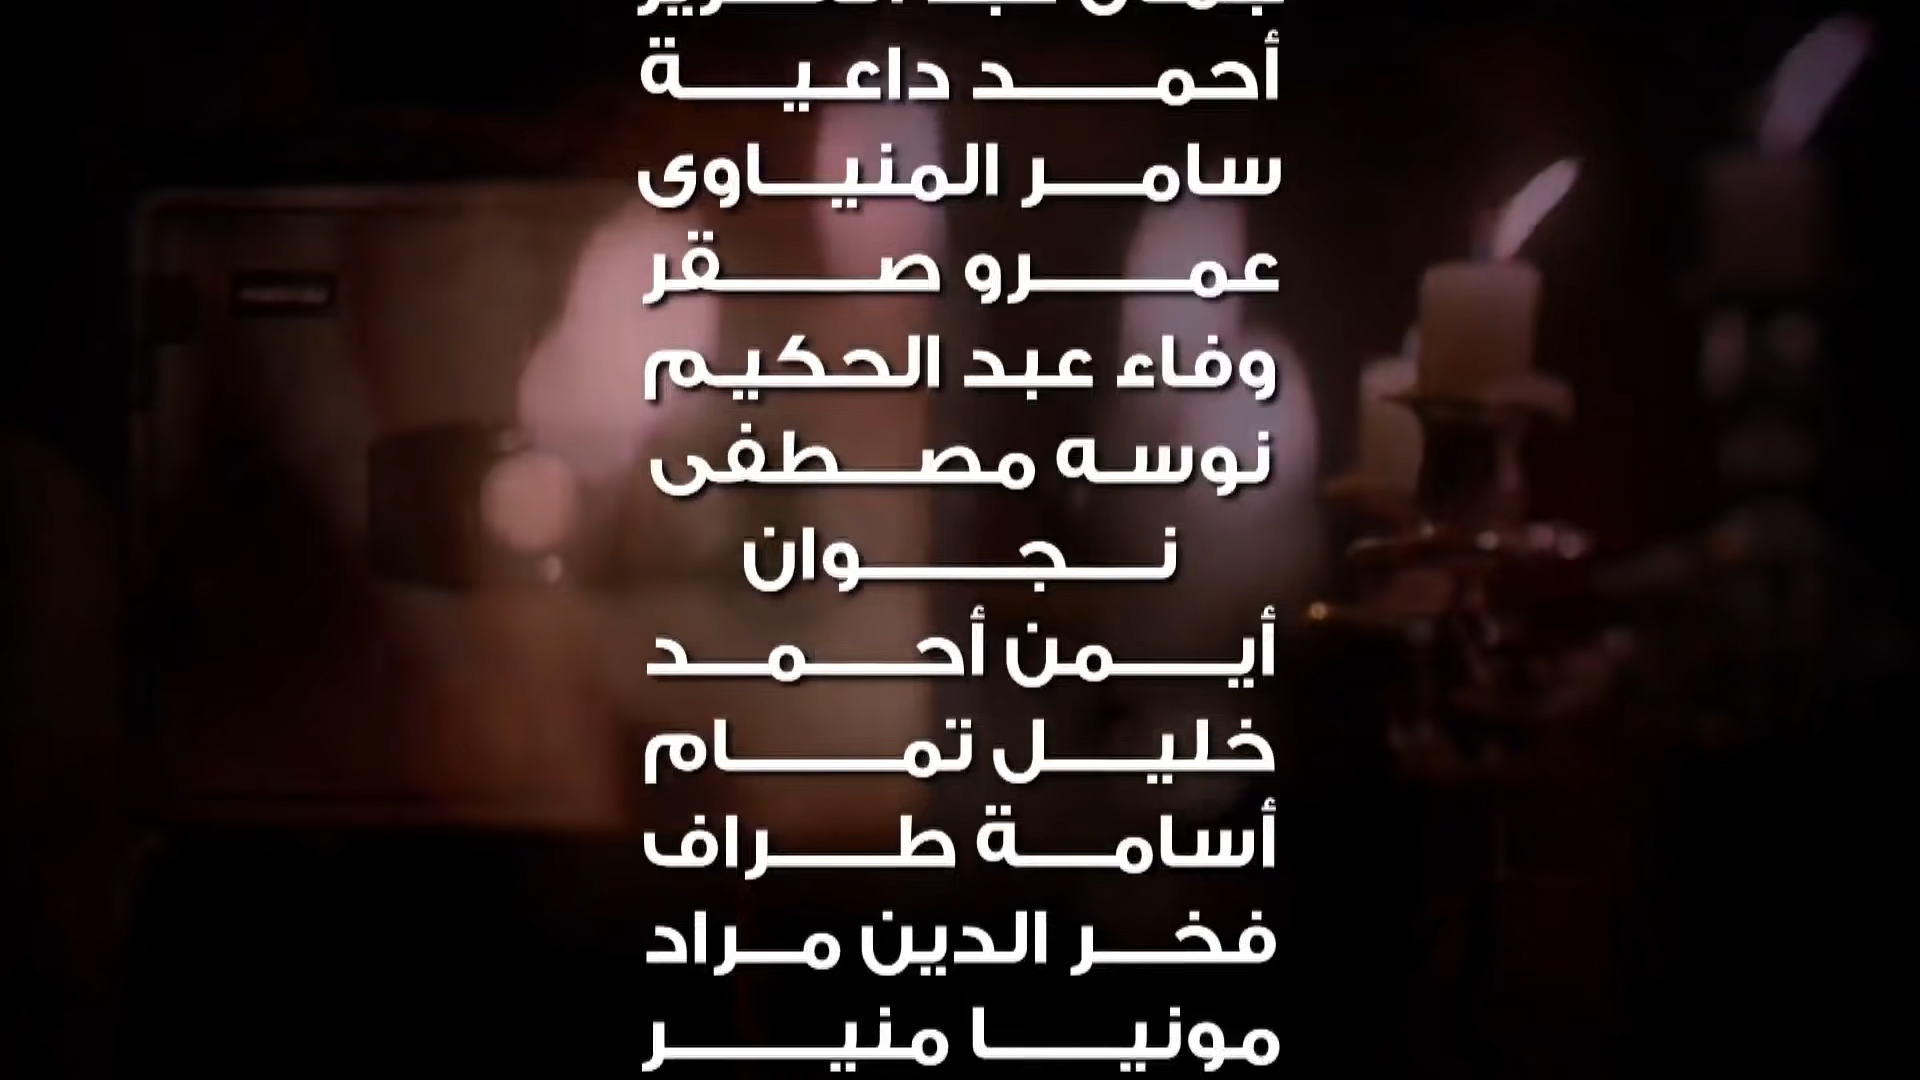 أحمد داعية
سامر المنياوى
عمرو صقر
وفاء عبد الحكيم
نوسه مصطفى
نجوان
أيمن أحمد
خليل تمام
أسامة طراف
فخر الدين مراد
مونيا منير